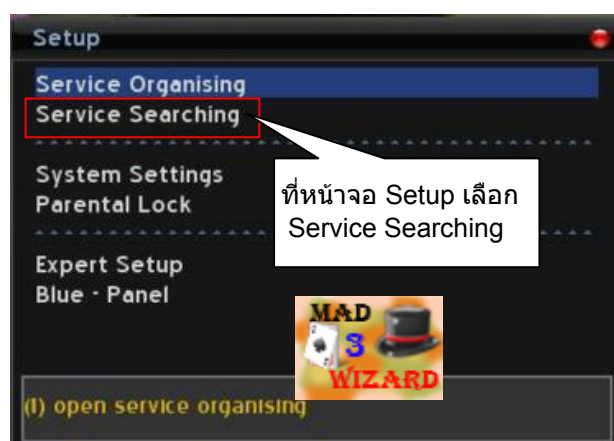 Setup
Service Organising
Service Searching
System Settings
Parental Lock
ที่หน้าจอ Setup เลือก
Service Searching
Expert Setup
Blue - Panel
MAD
3
WIZARD
(1) open service organising